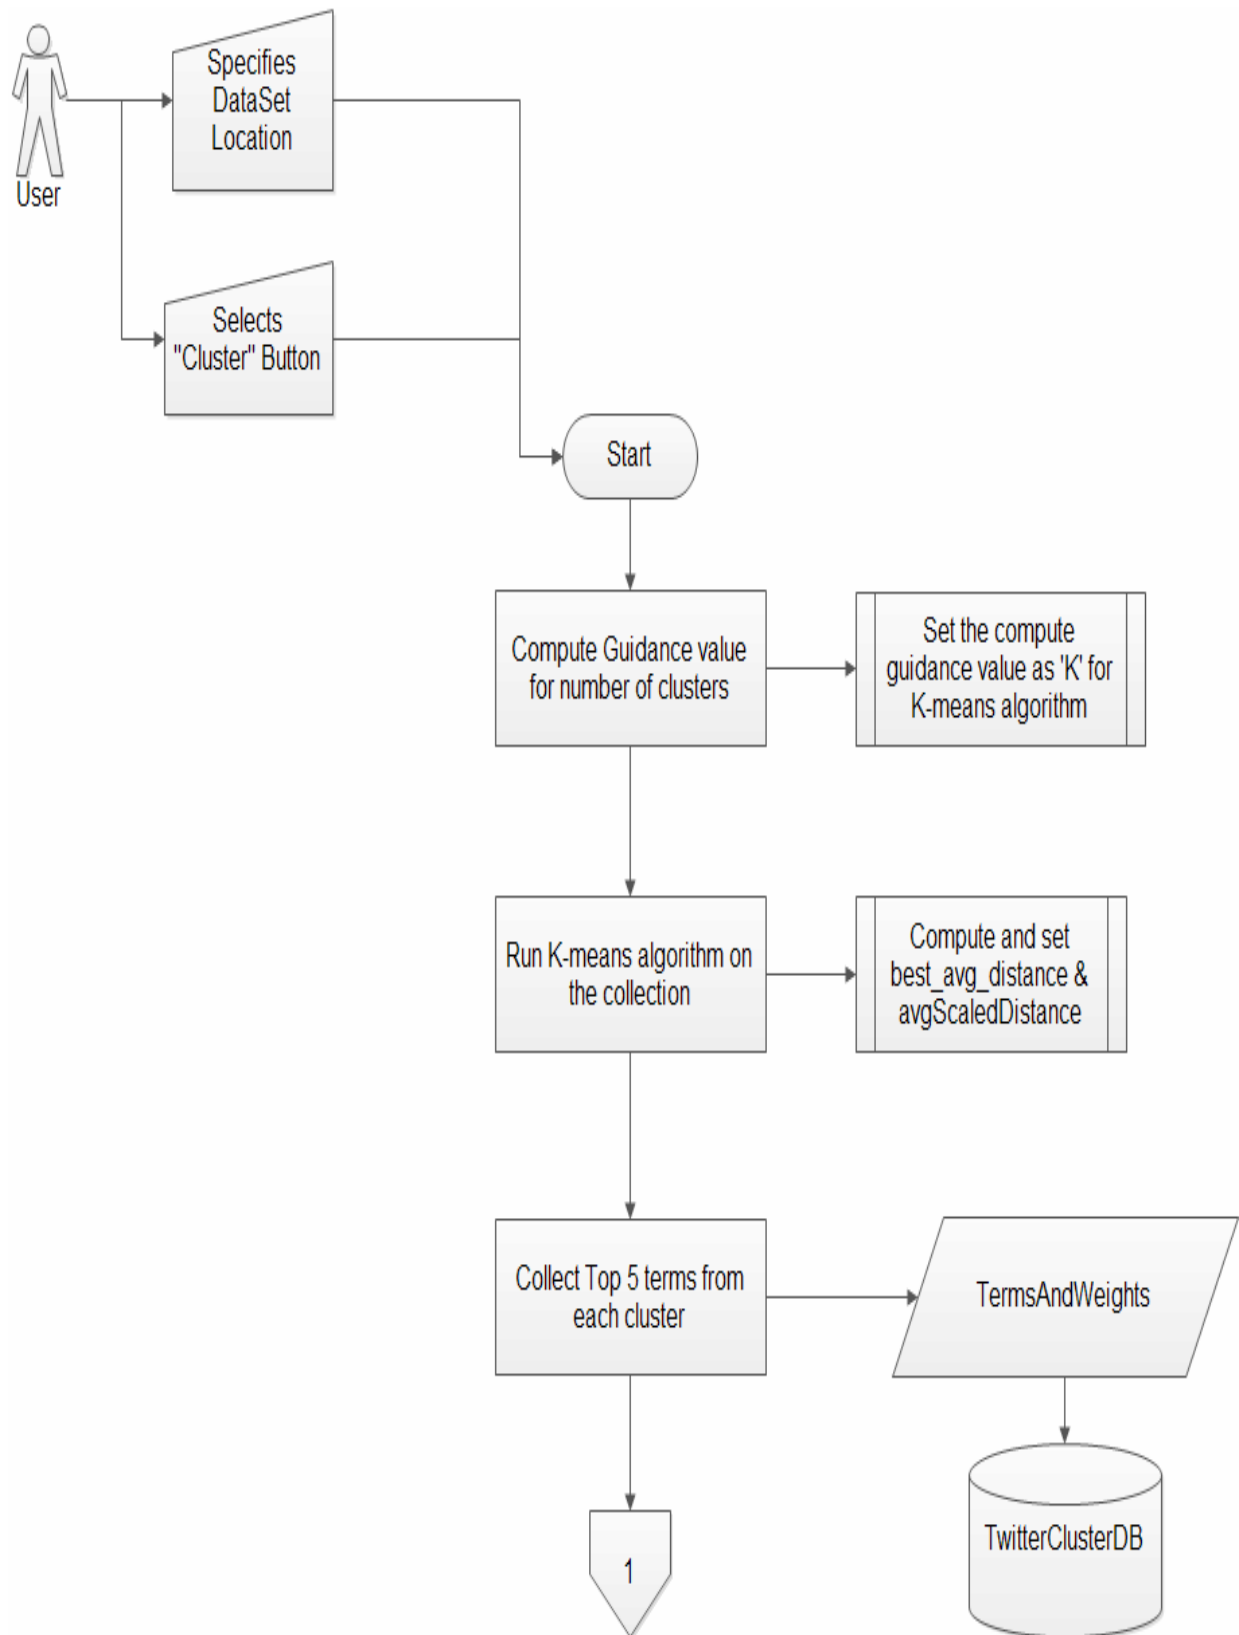 Specifies
DataSet
Location
User
Selects
"Cluster" Button
Start
Compute Guidance value
for number of clusters
Set the compute
guidance value as 'K' for
K-means algorithm
Run K-means algorithm on
the collection
Compute and set
best_avg_distance &
avgScaledDistance
Collect Top 5 terms from
each cluster
TermsAndWeights
TwitterClusterDB
1